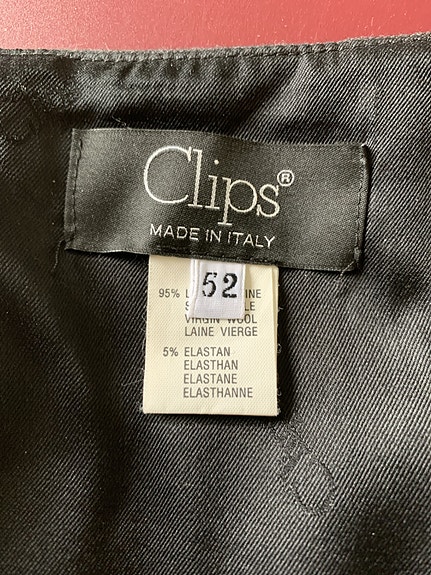 Clips®
MADE IN ITALY
52
95%
VIRGIN WOOL
LAINE VIERGE
5% ELASTAN
ELASTHAN
ELASTANE
ELASTHANNE